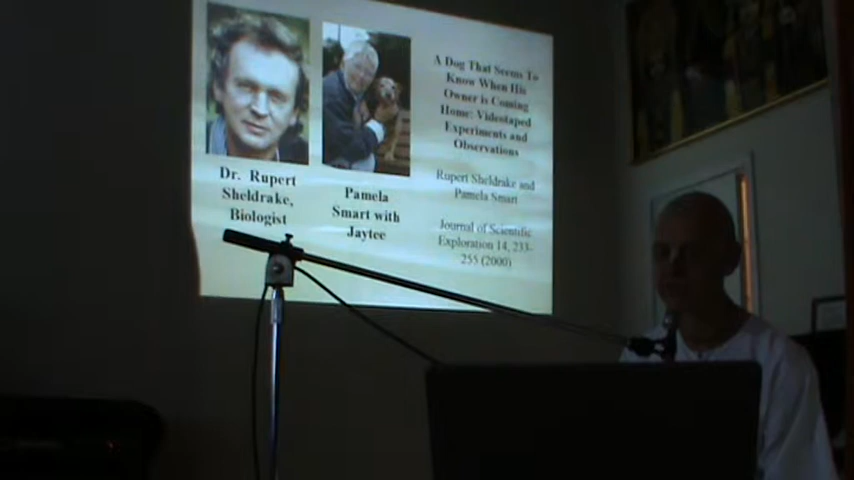 Dr. Rupert
Sheldrake,
Biologist
Pamela
Smart with
Jaytee
A Dog That Seems To
Know When His
Owner is Coming
Home: Videotaped
Experiments and
Observations
Rupert Sheldrake and
Pamela Smart
Journal of Scientific
Exploration 14, 233-
255 (2000)